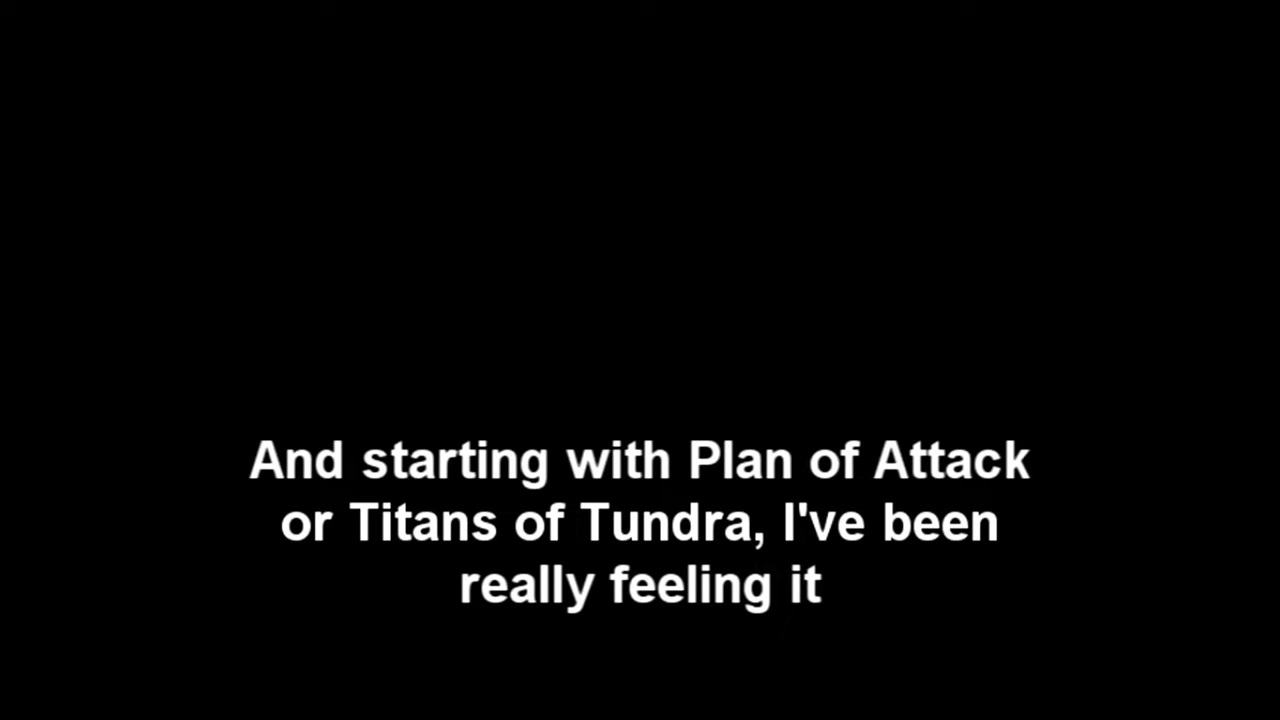 And starting with Plan of Attack
or Titans of Tundra, I've been
really feeling it